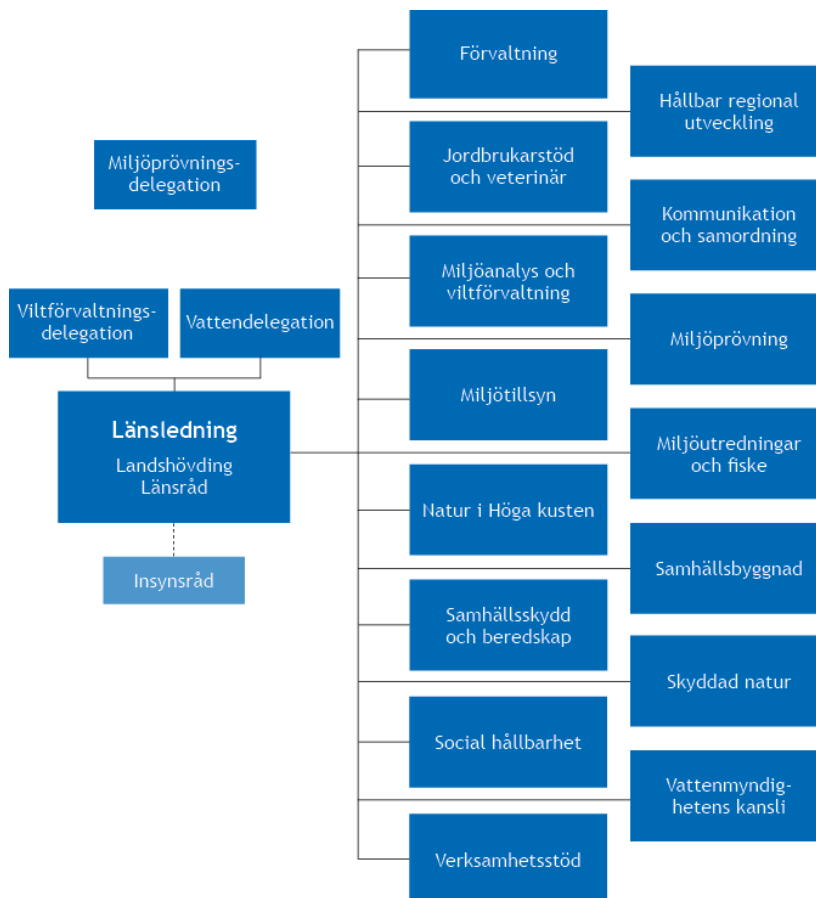 Miljöprövnings-
delegation
Viltförvaltnings-
delegation
Vattendelegation
Länsledning
Landshövding
Länsråd
Insynsråd
Förvaltning
Hållbar regional
utveckling
Jordbrukarstöd
och veterinär
Kommunikation
och samordning
Miljöanalys och
viltförvaltning
Miljöprövning
Miljötillsyn
Miljöutredningar
och fiske
Natur i Höga kusten
Samhällsbyggnad
Samhällsskydd
och beredskap
Skyddad natur
Social hållbarhet
Vattenmyndig-
hetens kansli
Verksamhetsstöd